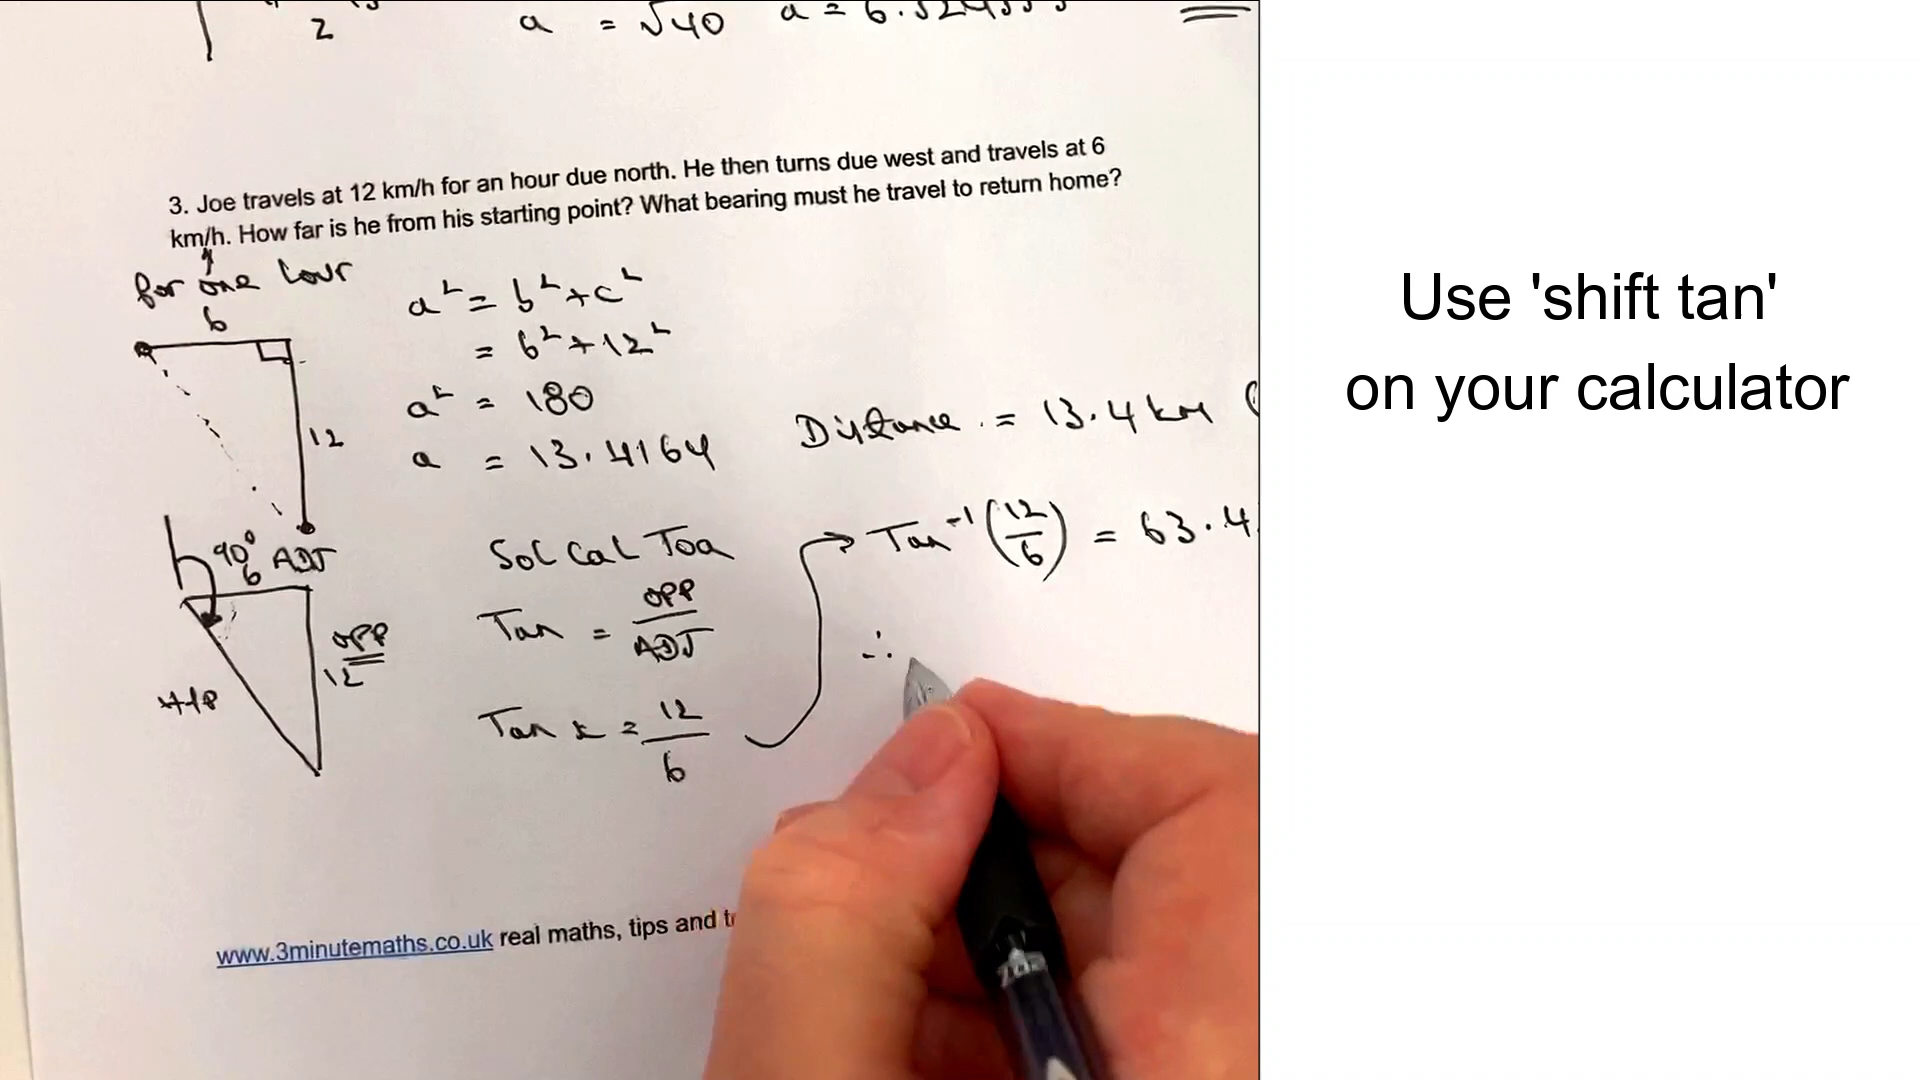 2 a = √40 a =
3. Joe travels at 12 km/h for an hour due north. He then turns due west and travels at 6
km/h. How far is he from his starting point? What bearing must he travel to return home?
for one hour
6
12
a² = b² + c²
= 6² + 12²
a² = 180
a = 13.4164
Distance = 13.4 km (
90°
6 ADJ
OPP
12
HYP
Soh Cah Toa
Tan = OPP/ADJ
Tan x = 12/6
Tan⁻¹ (12/6) = 63.4
∴
www.3minutemaths.co.uk real maths, tips and
Use 'shift tan'
on your calculator